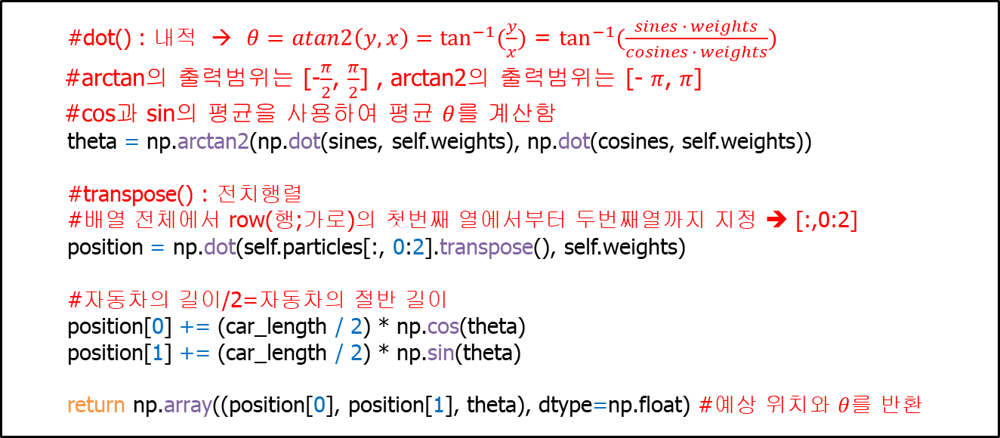 #dot() : 내적 → θ = atan2(y, x) = tan⁻¹(y/x) = tan⁻¹(sines · weights/cosines · weights)
#arctan의 출력범위는 [-π/2, π/2] , arctan2의 출력범위는 [- π, π]
#cos과 sin의 평균을 사용하여 평균 θ를 계산함
theta = np.arctan2(np.dot(sines, self.weights), np.dot(cosines, self.weights))
#transpose() : 전치행렬
#배열 전체에서 row(행;가로)의 첫번째 열에서부터 두번째열까지 지정 ➔ [:,0:2]
position = np.dot(self.particles[:, 0:2].transpose(), self.weights)
#자동차의 길이/2=자동차의 절반 길이
position[0] += (car_length / 2) * np.cos(theta)
position[1] += (car_length / 2) * np.sin(theta)
return np.array((position[0], position[1], theta), dtype=np.float) #예상 위치와 θ를 반환